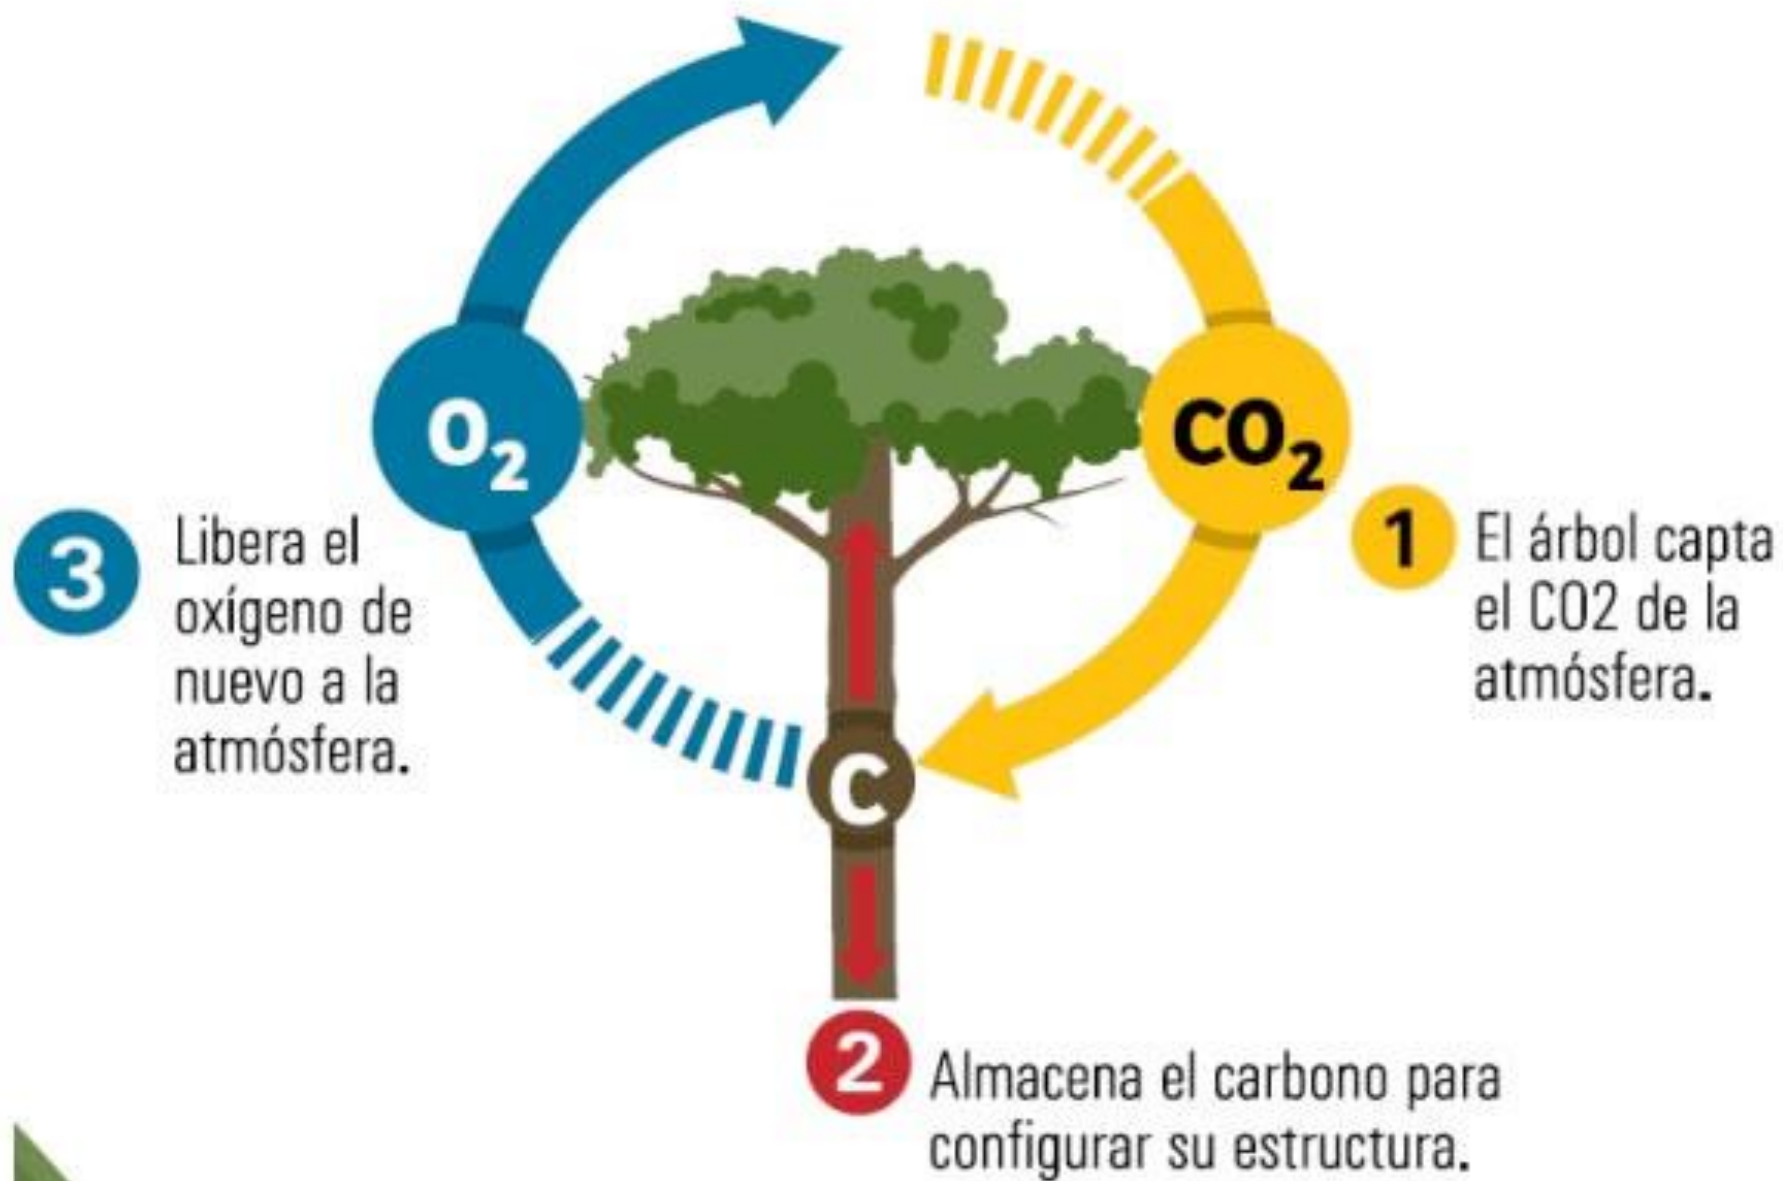 O₂
CO₂
C
1
El árbol capta
el CO2 de la
atmósfera.
2
Almacena el carbono para
configurar su estructura.
3
Libera el
oxígeno de
nuevo a la
atmósfera.